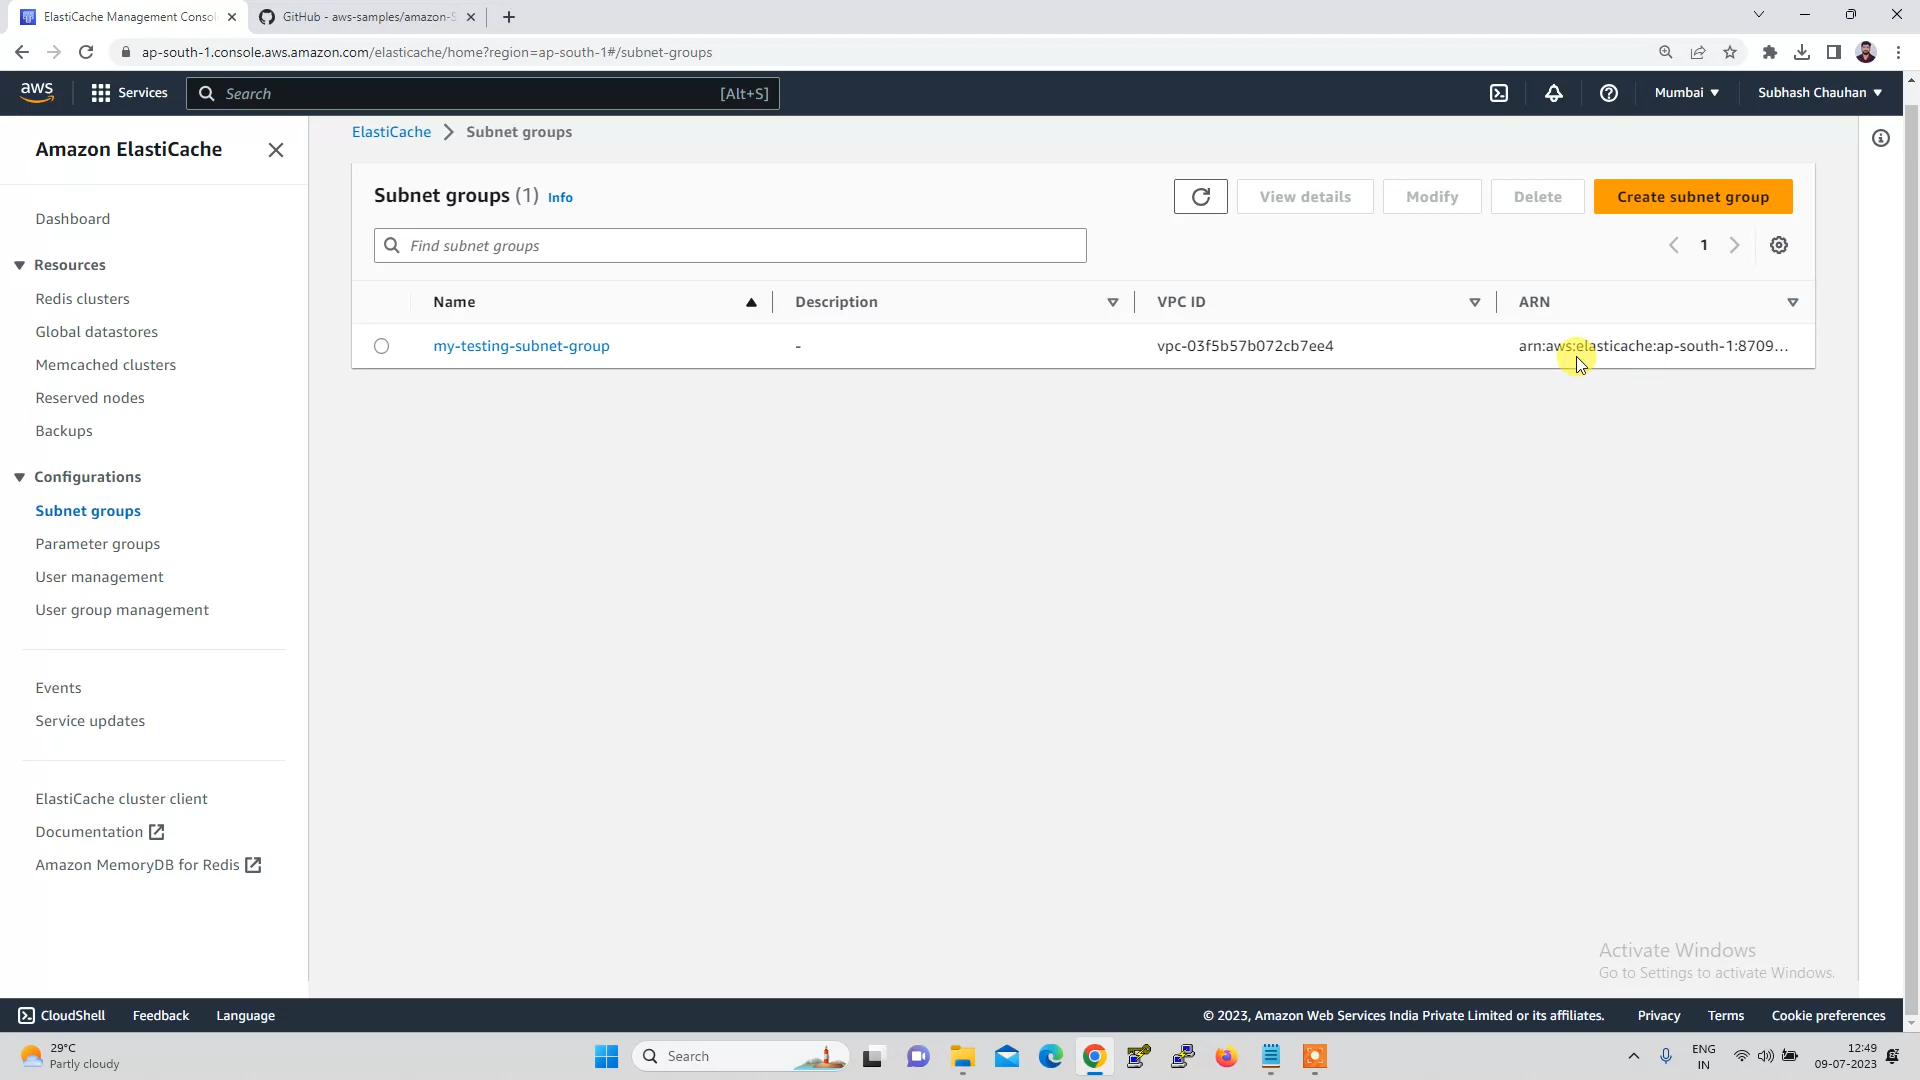 ElastiCache Management Consol
GitHub - aws-samples/amazon-S
ap-south-1.console.aws.amazon.com/elasticache/home?region=ap-south-1#/subnet-groups
aws
Services
Search
[Alt+S]
Mumbai
Subhash Chauhan
Amazon ElastiCache
Dashboard
Resources
Redis clusters
Global datastores
Memcached clusters
Reserved nodes
Backups
Configurations
Subnet groups
Parameter groups
User management
User group management
Events
Service updates
ElastiCache cluster client
Documentation
Amazon MemoryDB for Redis
ElastiCache > Subnet groups
Subnet groups (1) Info
View details
Modify
Delete
Create subnet group
Find subnet groups
1
Name Description VPC ID ARN
my-testing-subnet-group - vpc-03f5b57b072cb7ee4 arn:aws:elasticache:ap-south-1:8709...
Activate Windows
Go to Settings to activate Windows.
CloudShell Feedback Language
© 2023, Amazon Web Services India Private Limited or its affiliates. Privacy Terms Cookie preferences
29°C
Partly cloudy
Search
ENG
IN
12:49
09-07-2023